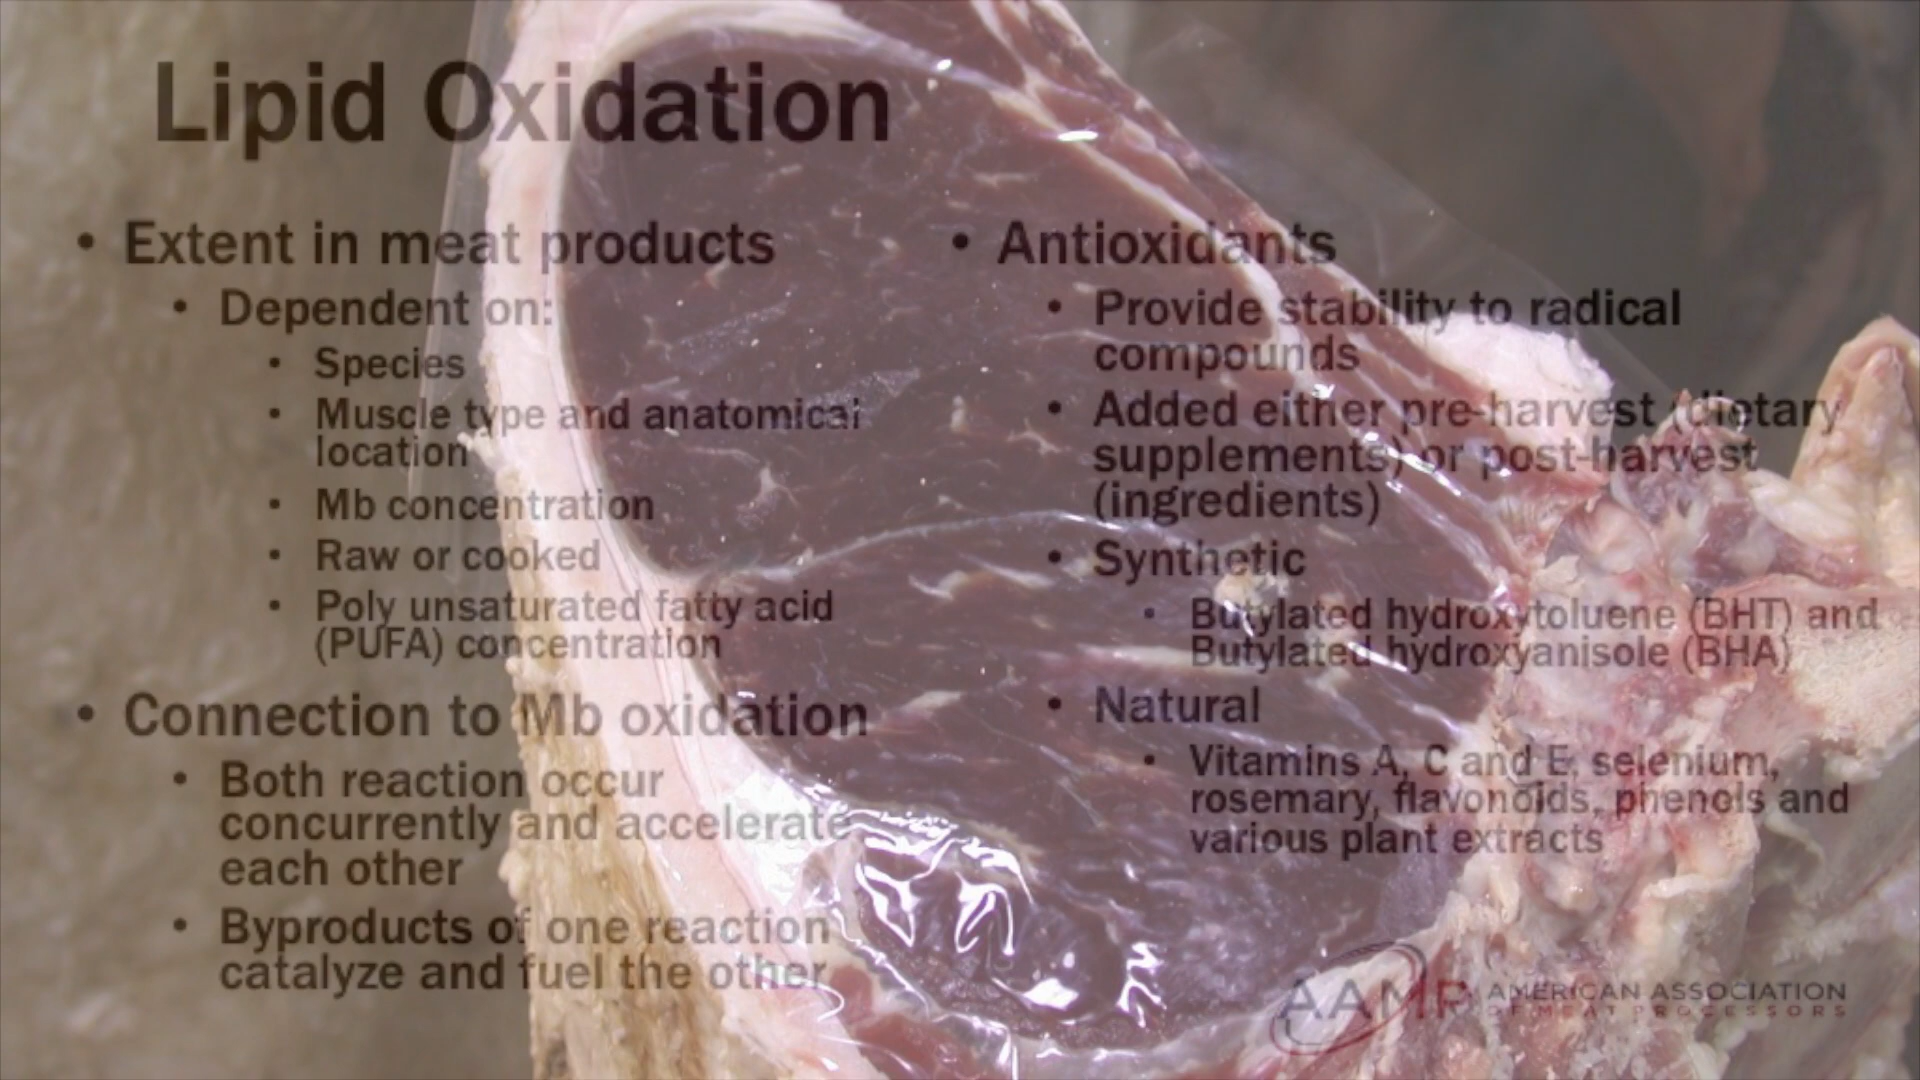 Lipid Oxidation
• Extent in meat products
• Dependent on:
• Species
• Muscle type and anatomical
location
• Mb concentration
• Raw or cooked
• Poly unsaturated fatty acid
(PUFA) concentration
• Connection to Mb oxidation
• Both reaction occur
concurrently and accelerate
each other
• Byproducts of one reaction
catalyze and fuel the other
• Antioxidants
• Provide stability to radical
compounds
• Added either pre-harvest (dietary
supplements) or post-harvest
(ingredients)
• Synthetic
• Butylated hydroxytoluene (BHT) and
Butylated hydroxyanisole (BHA)
• Natural
• Vitamins A, C and E, selenium,
rosemary, flavonoids, phenols and
various plant extracts
AAMP AMERICAN ASSOCIATION
OF MEAT PROCESSORS